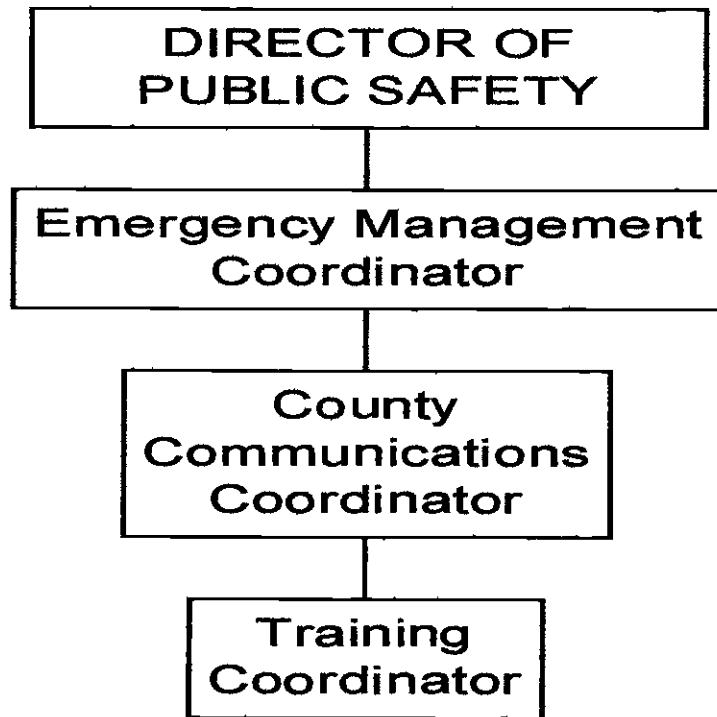 DIRECTOR OF
PUBLIC SAFETY
Emergency Management
Coordinator
County
Communications
Coordinator
Training
Coordinator